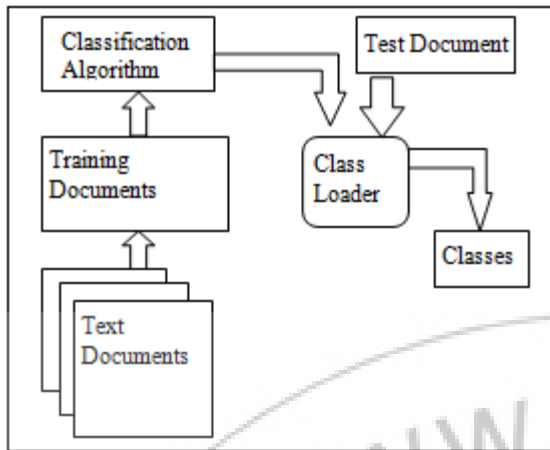 Classification
Algorithm
Test Document
Training
Documents
Class
Loader
Classes
Text
Documents